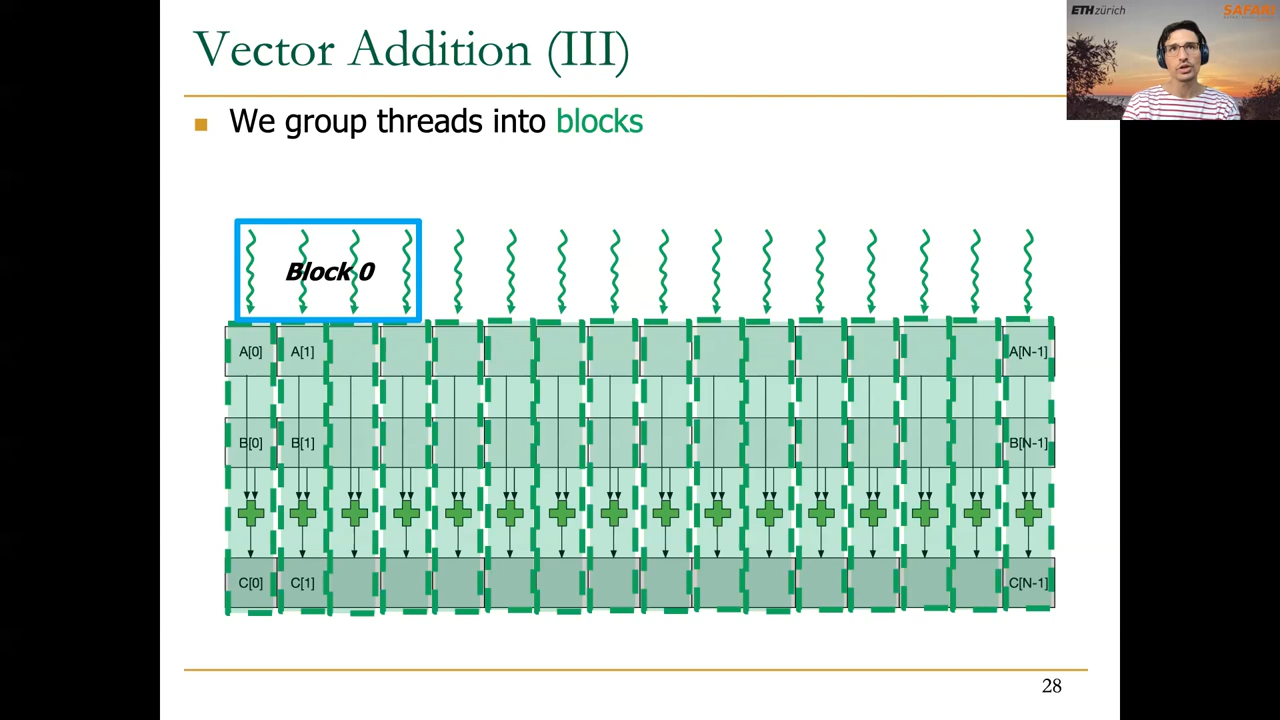 Vector Addition (III)
ETH zürich
SAFARI
We group threads into blocks
Block 0
A[0] A[1] A[N-1]
B[0] B[1] B[N-1]
C[0] C[1] C[N-1]
28